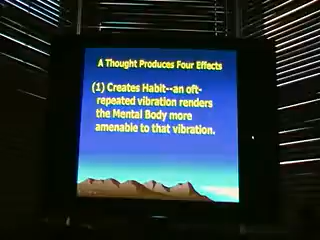 A Thought Produces Four Effects
(1) Creates Habit--an oft-
repeated vibration renders
the Mental Body more
amenable to that vibration.